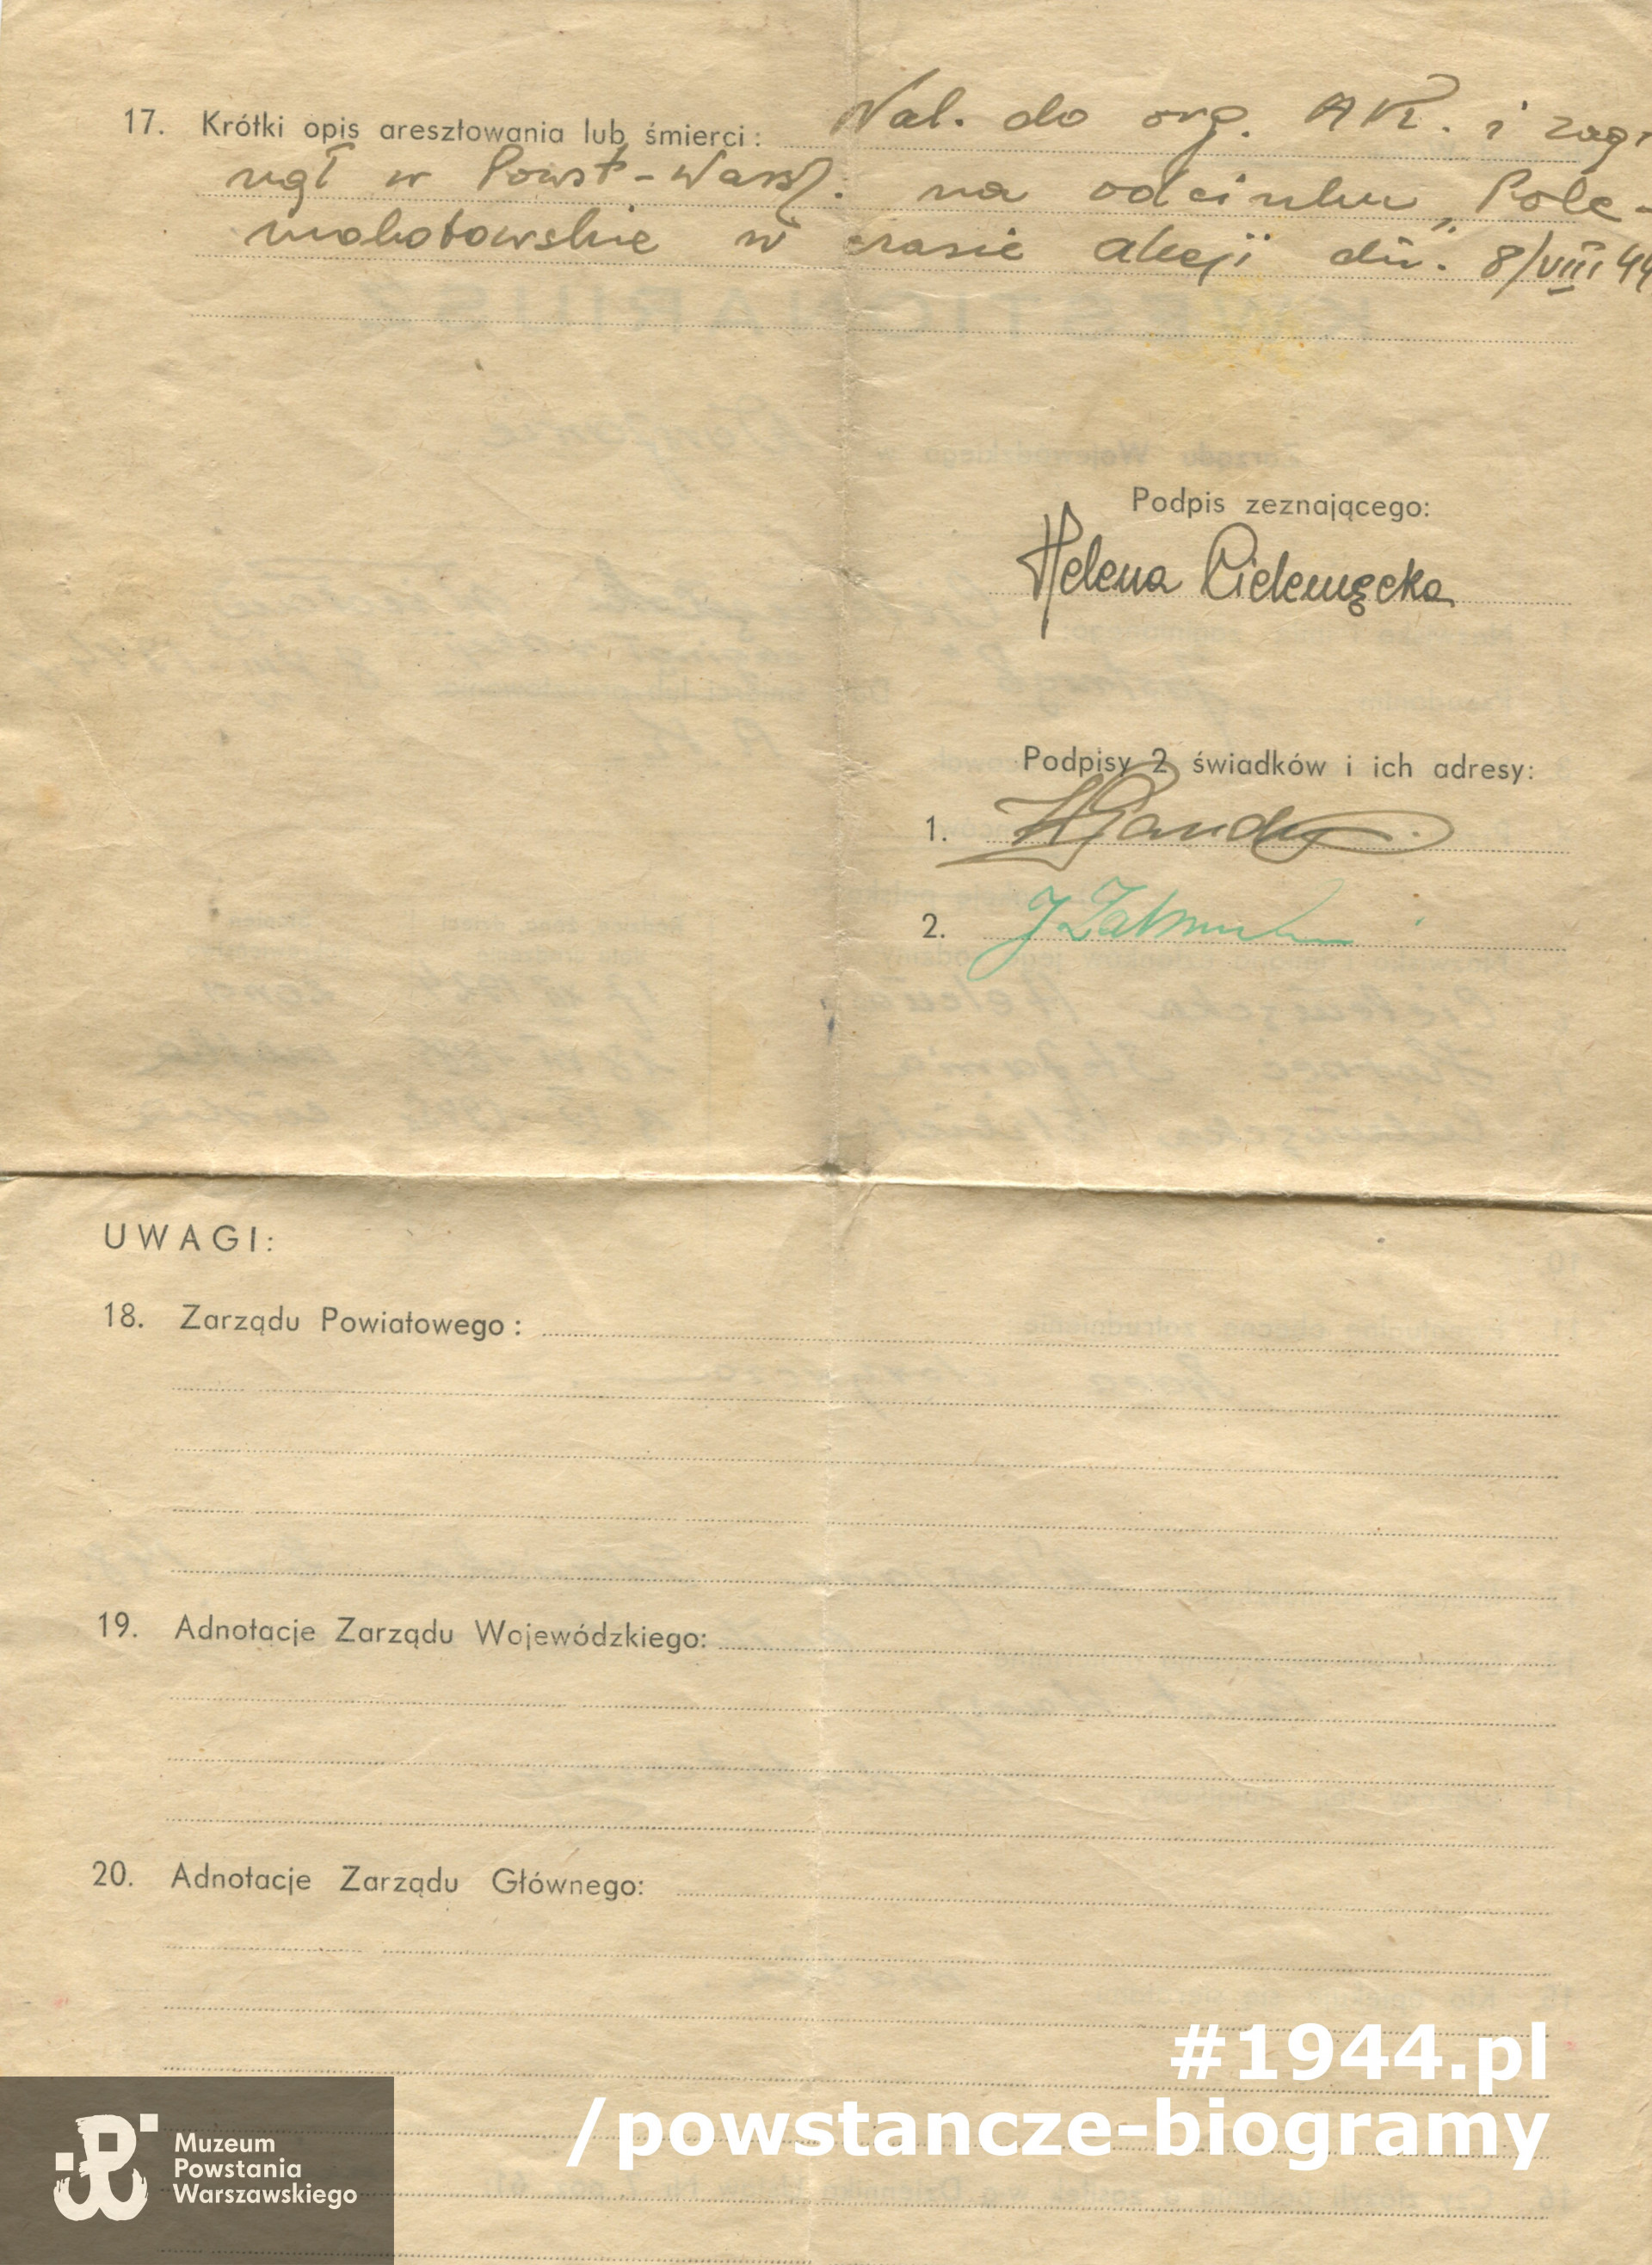 17. Krótki opis aresztowania lub śmierci: Nal. do org. AK. i zagi
nął w Powst-Warsz. na odcinku „Pole-
mokotowskie w czasie akcji dn. 8/VIII 44
Podpis zeznającego:
Helena Cielemęcka
Podpisy 2 świadków i ich adresy:
1.
2. J
UWAGI:
18. Zarządu Powiatowego:
19. Adnotacje Zarządu Wojewódzkiego:
20. Adnotacje Zarządu Głównego:
#1944.pl
/powstancze-biogramy
Muzeum
Powstania
Warszawskiego